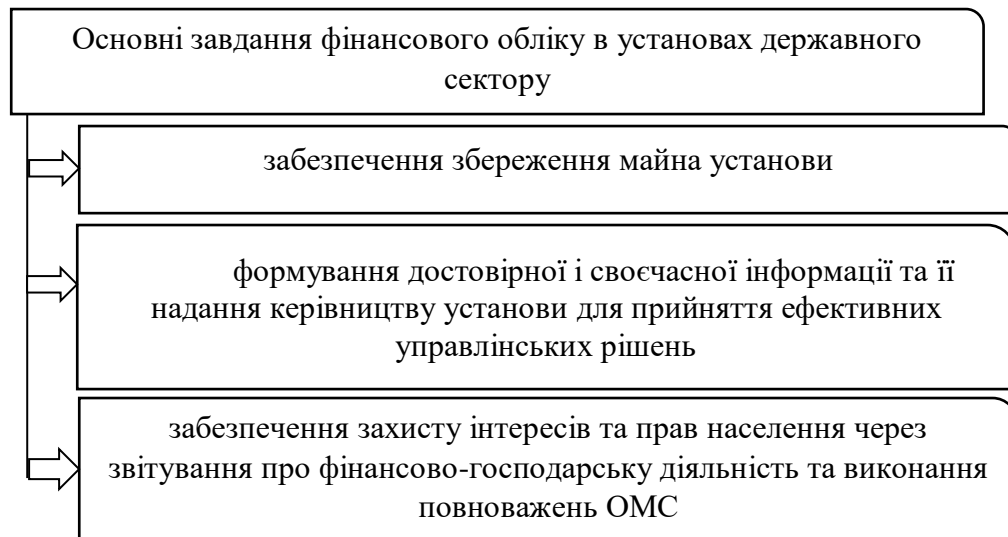 Основні завдання фінансового обліку в установах державного
сектору
забезпечення збереження майна установи
формування достовірної і своєчасної інформації та її
надання керівництву установи для прийняття ефективних
управлінських рішень
забезпечення захисту інтересів та прав населення через
звітування про фінансово-господарську діяльність та виконання
повноважень ОМС